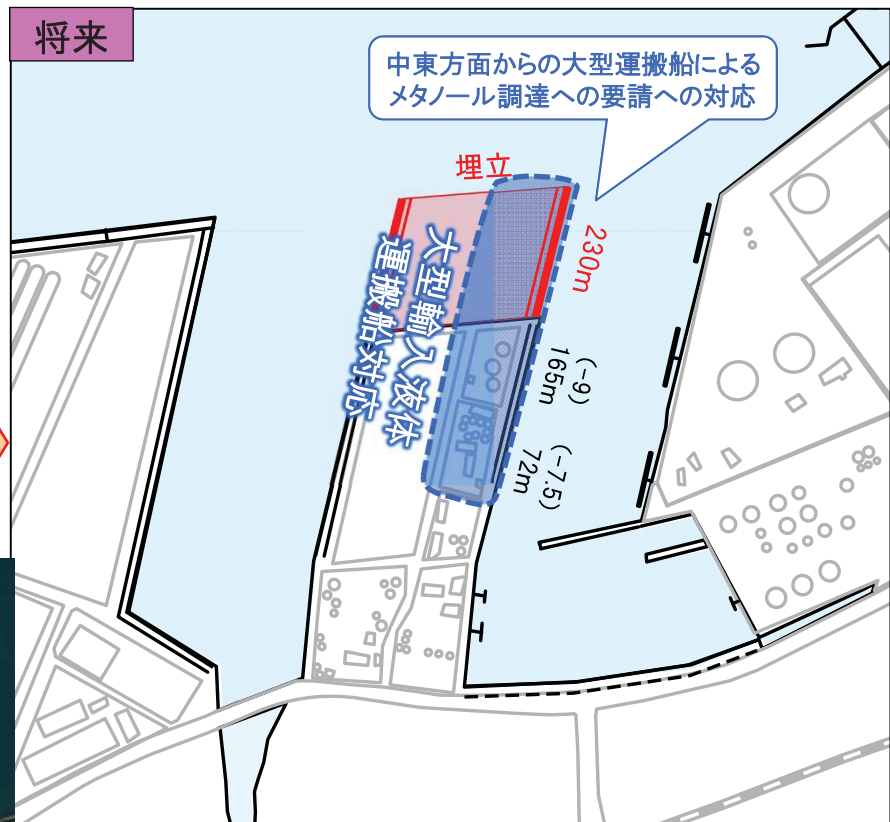 将来
中東方面からの大型運搬船による
メタノール調達への要請への対応
埋立
230m
大型輸入液体
運搬船対応
(-9)
165m
(-7.5)
72m